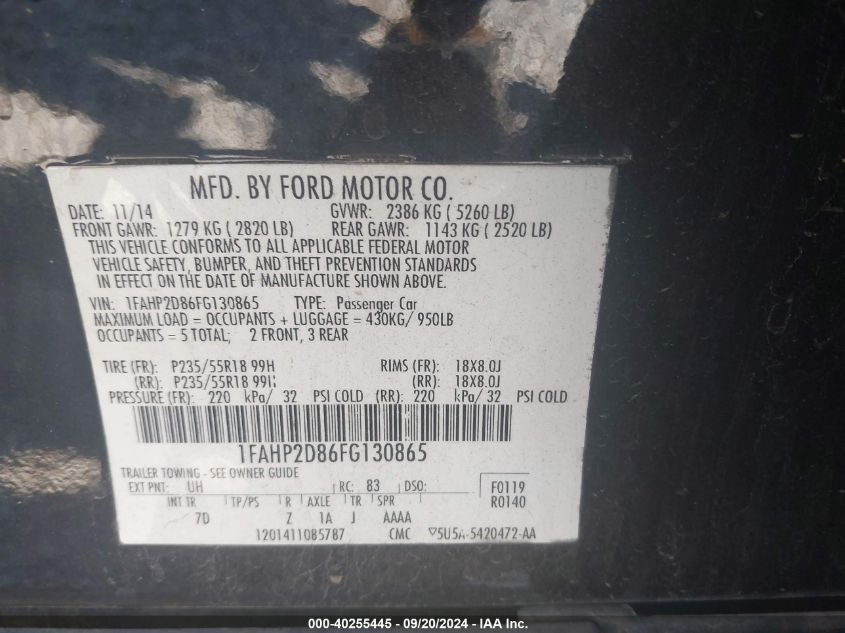 MFD. BY FORD MOTOR CO.
DATE: 11/14 GVWR: 2386 KG ( 5260 LB)
FRONT GAWR: 1279 KG ( 2820 LB) REAR GAWR: 1143 KG ( 2520 LB)
THIS VEHICLE CONFORMS TO ALL APPLICABLE FEDERAL MOTOR
VEHICLE SAFETY, BUMPER, AND THEFT PREVENTION STANDARDS
IN EFFECT ON THE DATE OF MANUFACTURE SHOWN ABOVE.
VIN: 1FAHP2D86FG130865 TYPE: Passenger Car
MAXIMUM LOAD = OCCUPANTS + LUGGAGE = 430KG/ 950LB
OCCUPANTS = 5 TOTAL; 2 FRONT, 3 REAR
TIRE (FR): P235/55R18 99H RIMS (FR): 18X8.0J
(RR): P235/55R18 99H (RR): 18X8.0J
PRESSURE (FR): 220 kPa/ 32 PSI COLD (RR): 220 kPa/ 32 PSI COLD
1FAHP2D86FG130865
TRAILER TOWING - SEE OWNER GUIDE
EXT PNT: UH RC: 83 DSO: F0119
INT TR TP/PS R AXLE TR SPR R0140
7D Z 1A J AAAA
1201411085787 CMC ▽5U5A-5420472-AA
000-40255445 - 09/20/2024 - IAA Inc.